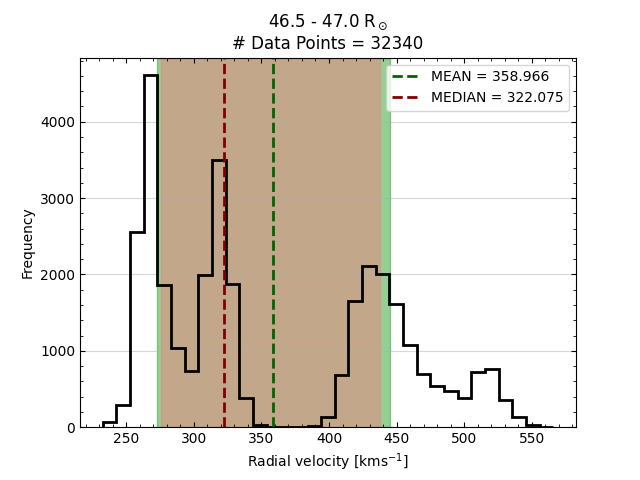 46.5 - 47.0 R⊙
# Data Points = 32340
MEAN = 358.966
MEDIAN = 322.075
Frequency
4000
3000
2000
1000
0
250 300 350 400 450 500 550
Radial velocity [kms⁻¹]